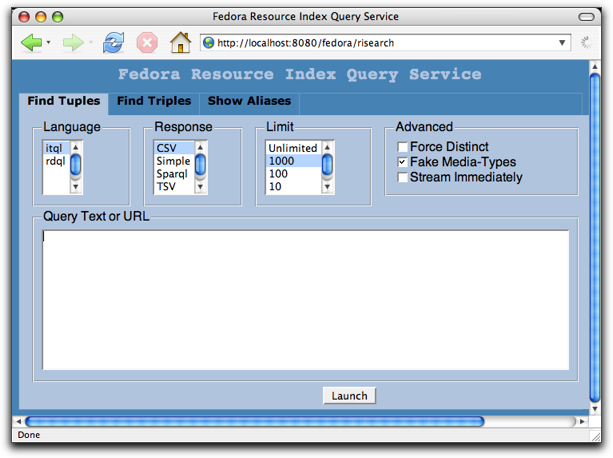 Fedora Resource Index Query Service
http://localhost:8080/fedora/risearch
Fedora Resource Index Query Service
Find Tuples Find Triples Show Aliases
Language Response Limit Advanced
itql CSV Unlimited Force Distinct
rdql Simple 1000 Fake Media-Types
Sparql 100 Stream Immediately
TSV 10
Query Text or URL
Launch
Done